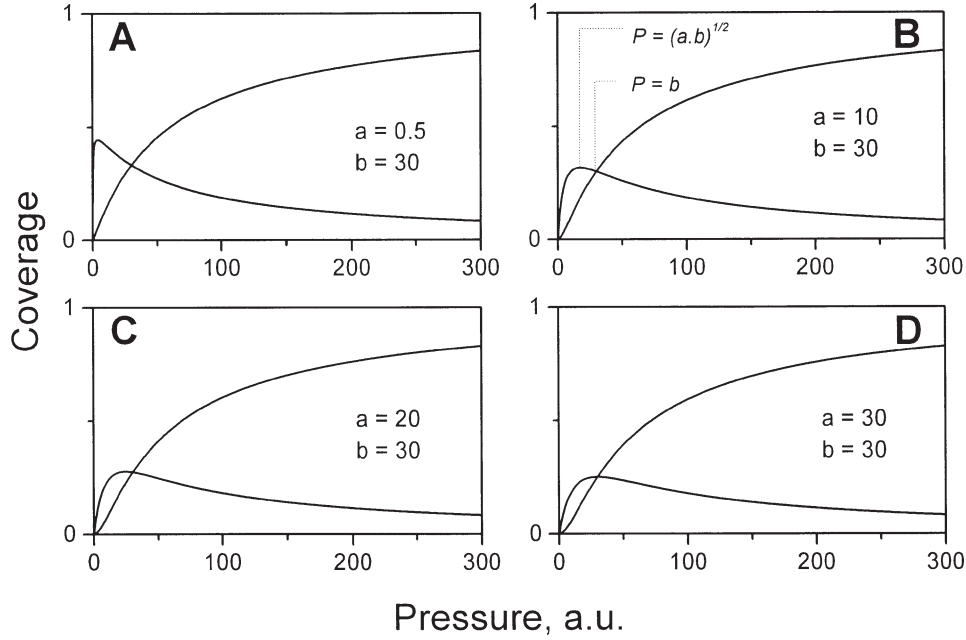 1
A
a = 0.5
b = 30
0
0 100 200 300
1
B
P = (a.b)^1/2
P = b
a = 10
b = 30
0
0 100 200 300
Coverage
1
C
a = 20
b = 30
0
0 100 200 300
1
D
a = 30
b = 30
0
0 100 200 300
Pressure, a.u.